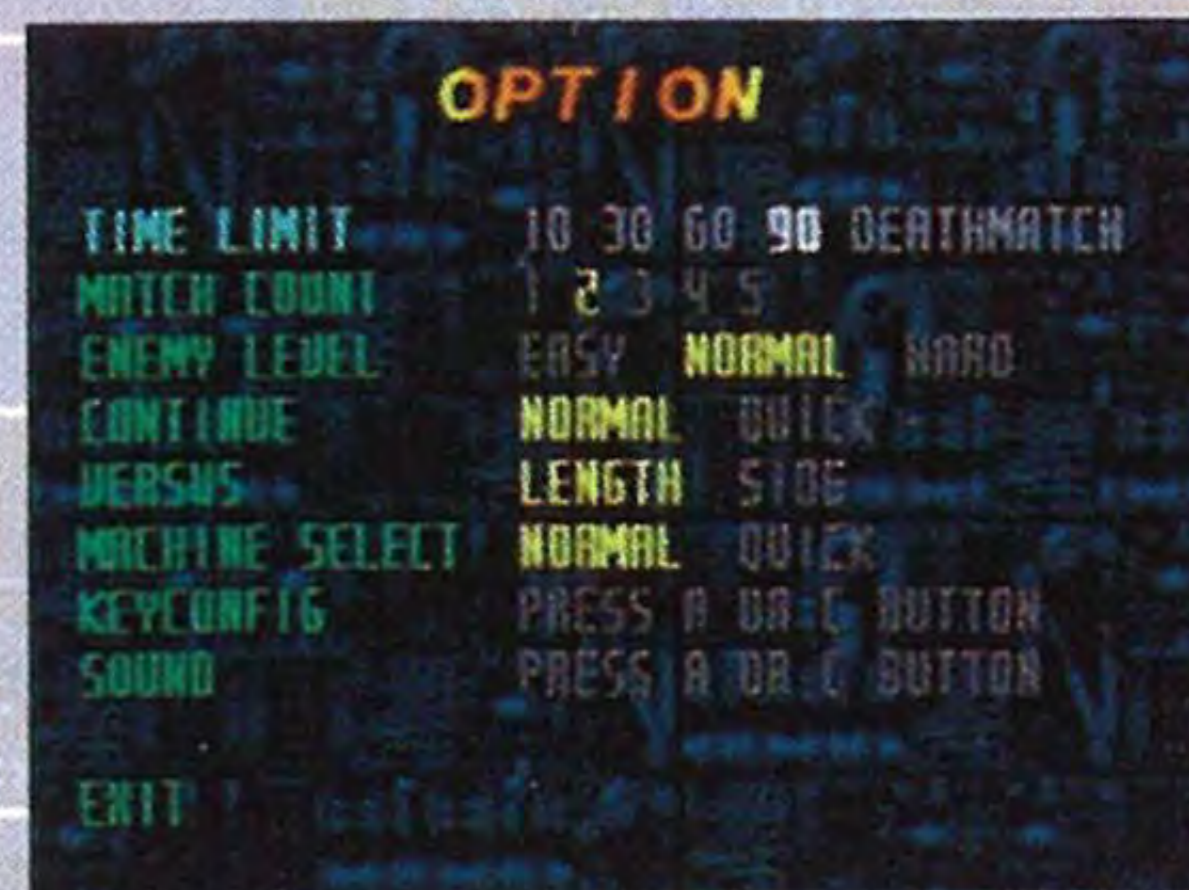 OPTION
TIME LIMIT 10 30 60 90 DEATHMATCH
MATCH COUNT 1 2 3 4 5
ENEMY LEVEL EASY NORMAL HARD
CONTINUE NORMAL QUICK
VERSUS LENGTH SIDE
MACHINE SELECT NORMAL QUICK
KEYCONFIG PRESS A OR C BUTTON
SOUND PRESS A OR C BUTTON
EXIT